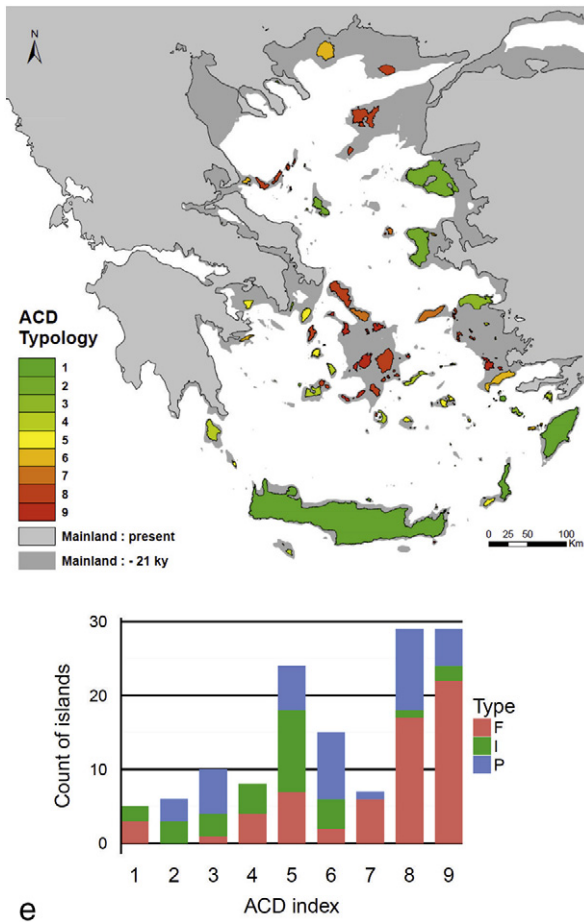 N
ACD
Typology
1
2
3
4
5
6
7
8
9
Mainland : present
Mainland : - 21 ky
0 25 50 100
Km
30
20
10
0
Count of islands
Type
F
I
P
1 2 3 4 5 6 7 8 9
ACD index
e